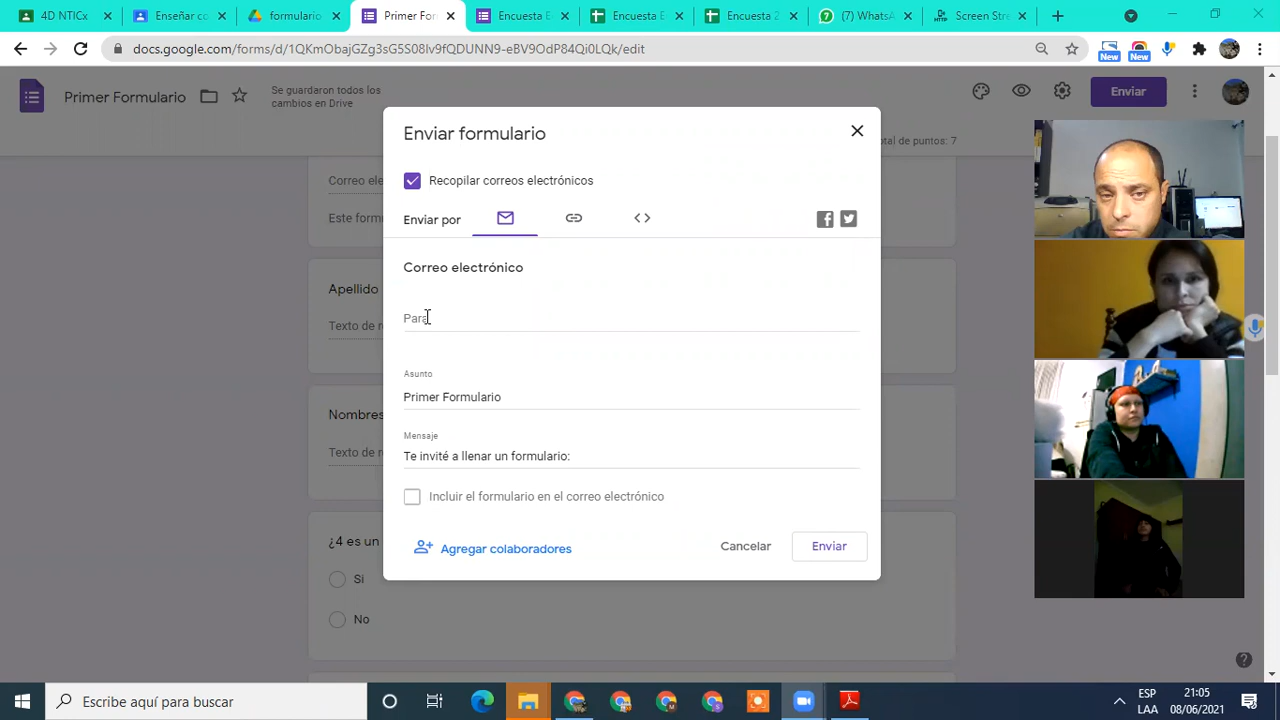 4D NTICx
Enseñar co
formulario
Primer For
Encuesta E
Encuesta E
Encuesta 2
(7) WhatsA
Screen Stre
docs.google.com/forms/d/1QKmObajGZg3sG5S08lv9fQDUNN9-eBV9OdP84Qi0LQk/edit
New
New
Primer Formulario
Se guardaron todos los
cambios en Drive
Enviar
Enviar formulario
tal de puntos: 7
Correo ele
Recopilar correos electrónicos
Este formu
Enviar por
Correo electrónico
Apellido
Para
Texto de re
Asunto
Primer Formulario
Nombres
Mensaje
Texto de re
Te invité a llenar un formulario:
Incluir el formulario en el correo electrónico
¿4 es un
Agregar colaboradores
Cancelar
Enviar
Si
No
Escribe aquí para buscar
ESP
LAA
21:05
08/06/2021